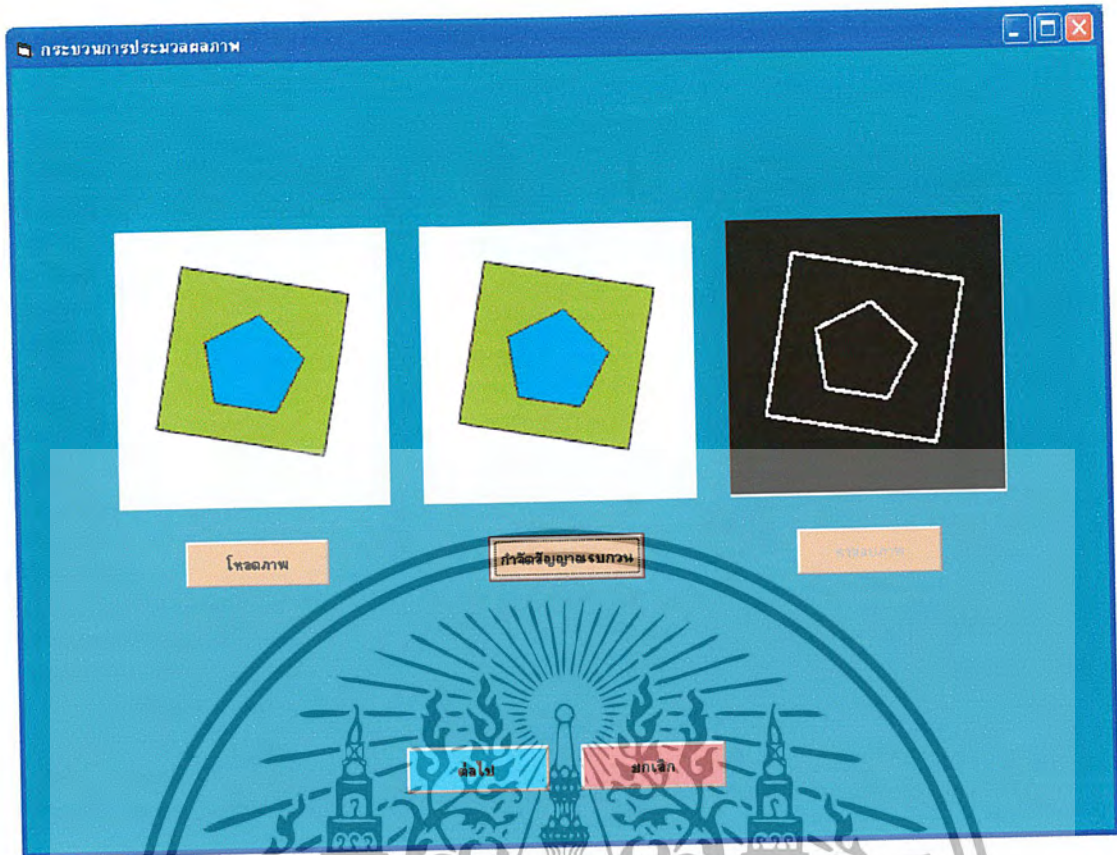 กระบวนการประมวลผลภาพ
โหลดภาพ
กำจัดสัญญาณรบกวน
ต่อไป
ยกเลิก